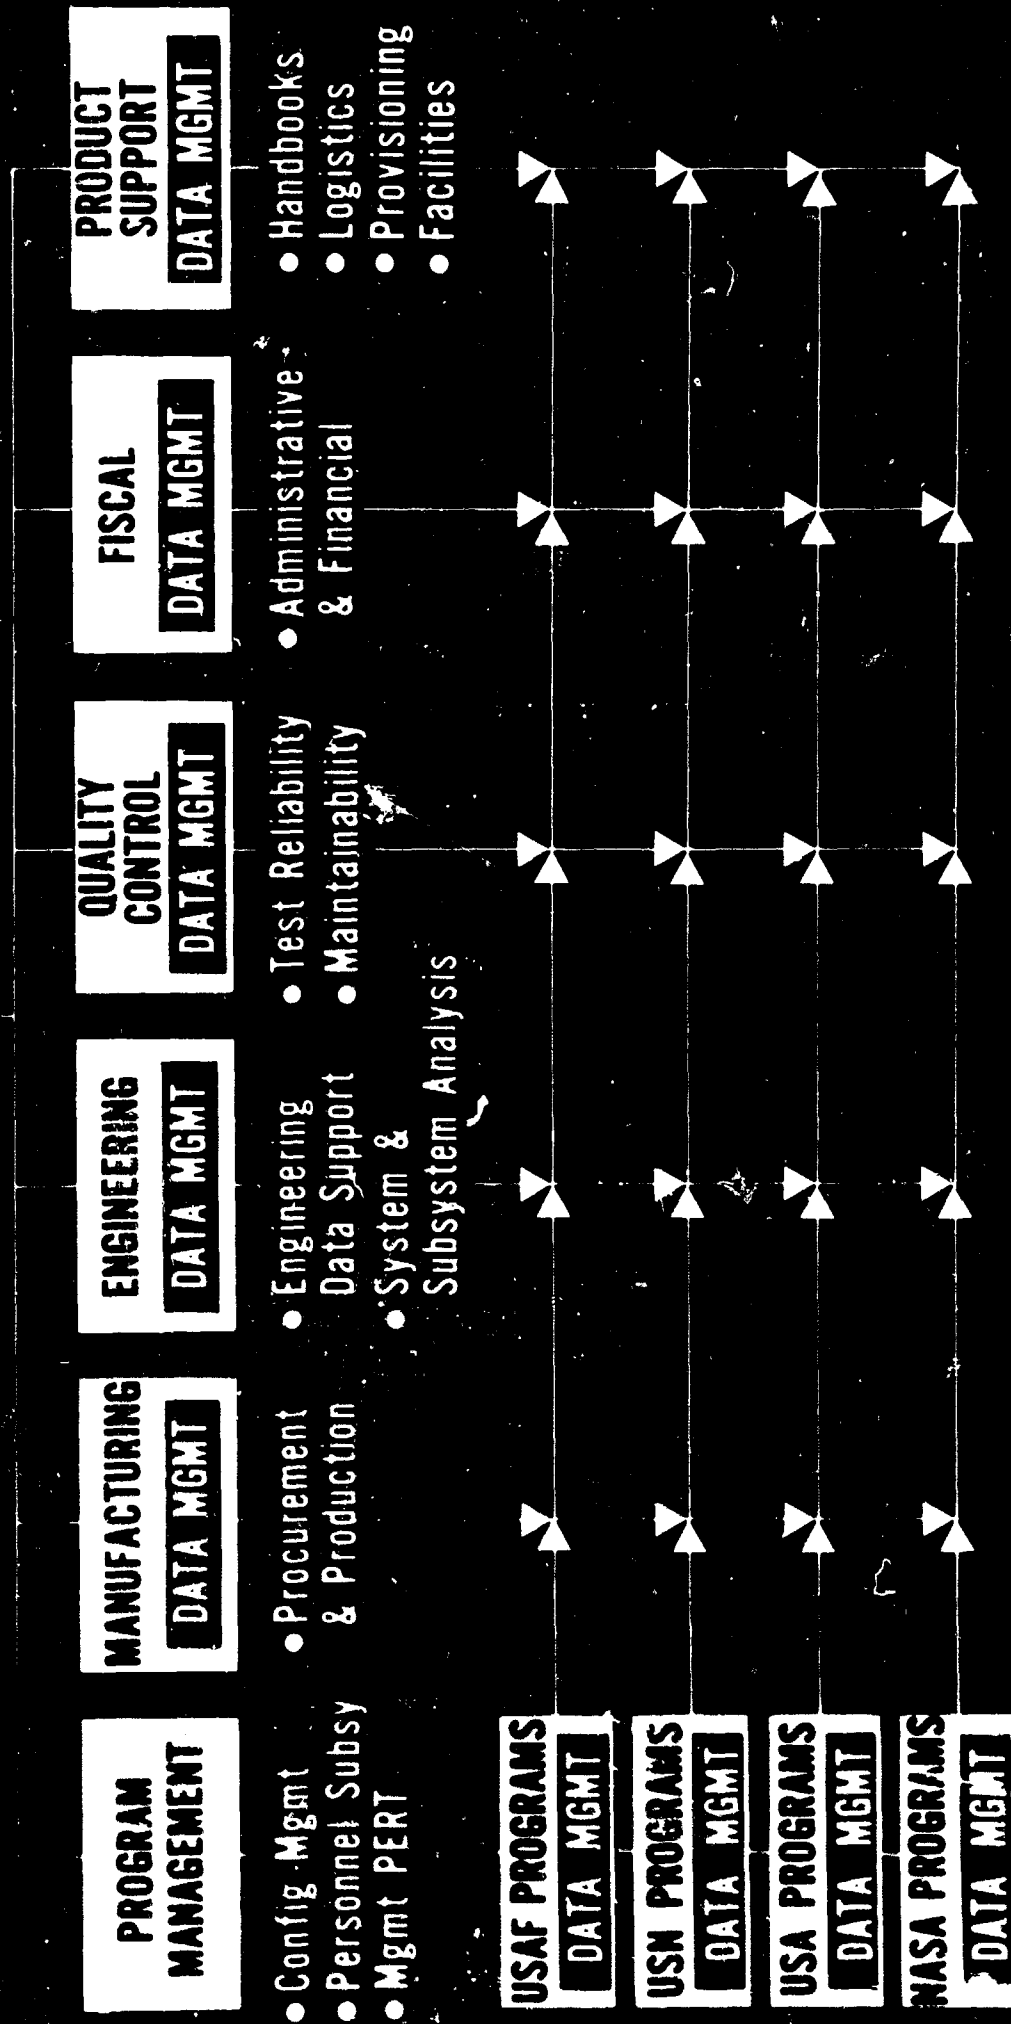 PROGRAM
MANAGEMENT
• Config Mgmt
• Personnel Subsy
• Mgmt PERT
MANUFACTURING
DATA MGMT
• Procurement
& Production
ENGINEERING
DATA MGMT
• Engineering
Data Support
• System &
Subsystem Analysis
QUALITY
CONTROL
DATA MGMT
• Test Reliability
• Maintainability
FISCAL
DATA MGMT
• Administrative
& Financial
PRODUCT
SUPPORT
DATA MGMT
• Handbooks
• Logistics
• Provisioning
• Facilities
USAF PROGRAMS
DATA MGMT
USN PROGRAMS
DATA MGMT
USA PROGRAMS
DATA MGMT
NASA PROGRAMS
DATA MGMT